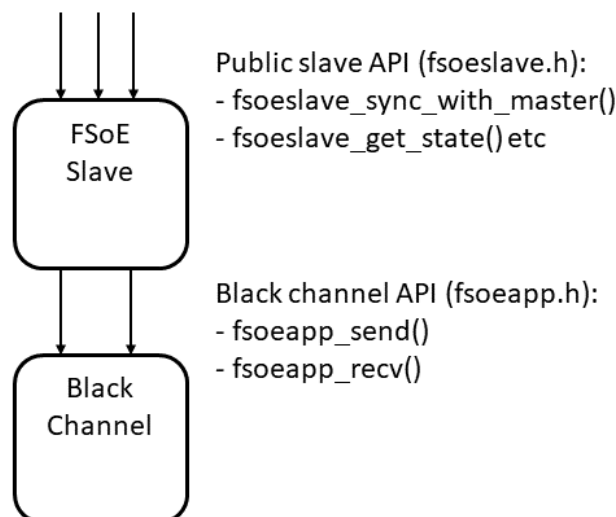 Public slave API (fsoeslave.h):
- fsoeslave_sync_with_master()
- fsoeslave_get_state() etc
FSoE
Slave
Black channel API (fsoeapp.h):
- fsoeapp_send()
- fsoeapp_recv()
Black
Channel